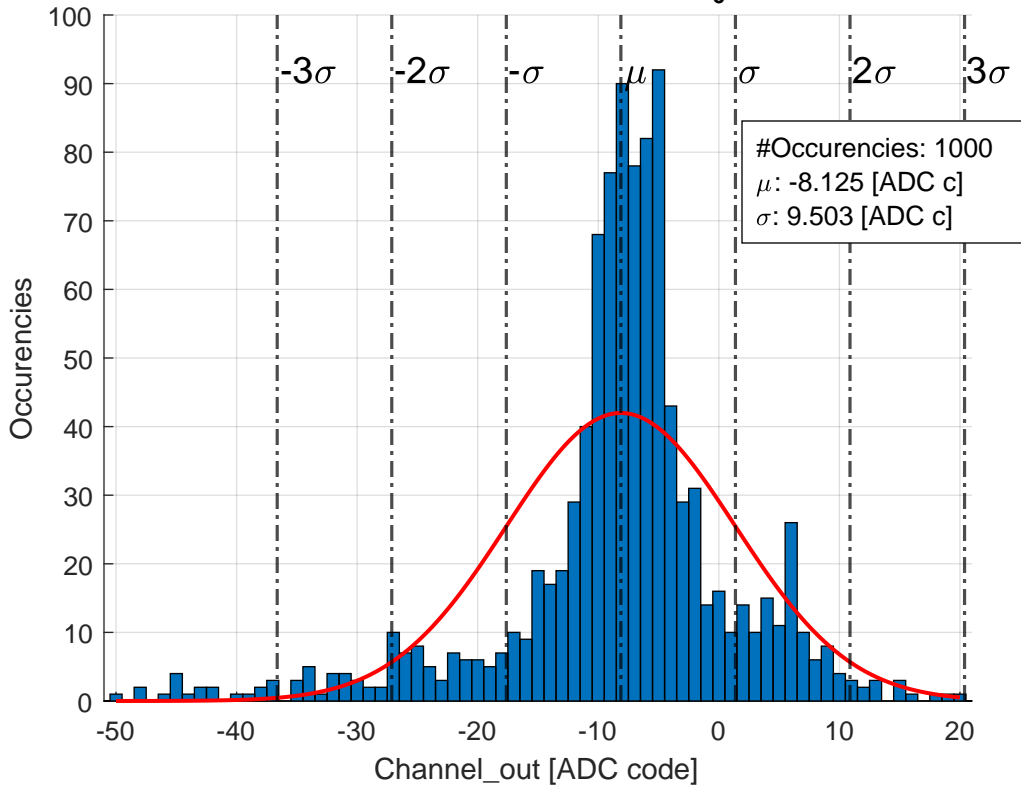 100
90
80
70
60
50
40
30
20
10
0
Occurencies
-3σ -2σ -σ μ σ 2σ 3σ
#Occurencies: 1000
μ: -8.125 [ADC c]
σ: 9.503 [ADC c]
-50 -40 -30 -20 -10 0 10 20
Channel_out [ADC code]